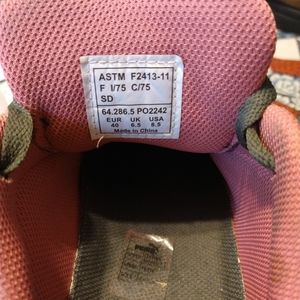 ASTM F2413-11
F I/75 C/75
SD
64.286.5 PO2242
EUR UK USA
40 6.5 8.5
Made in China